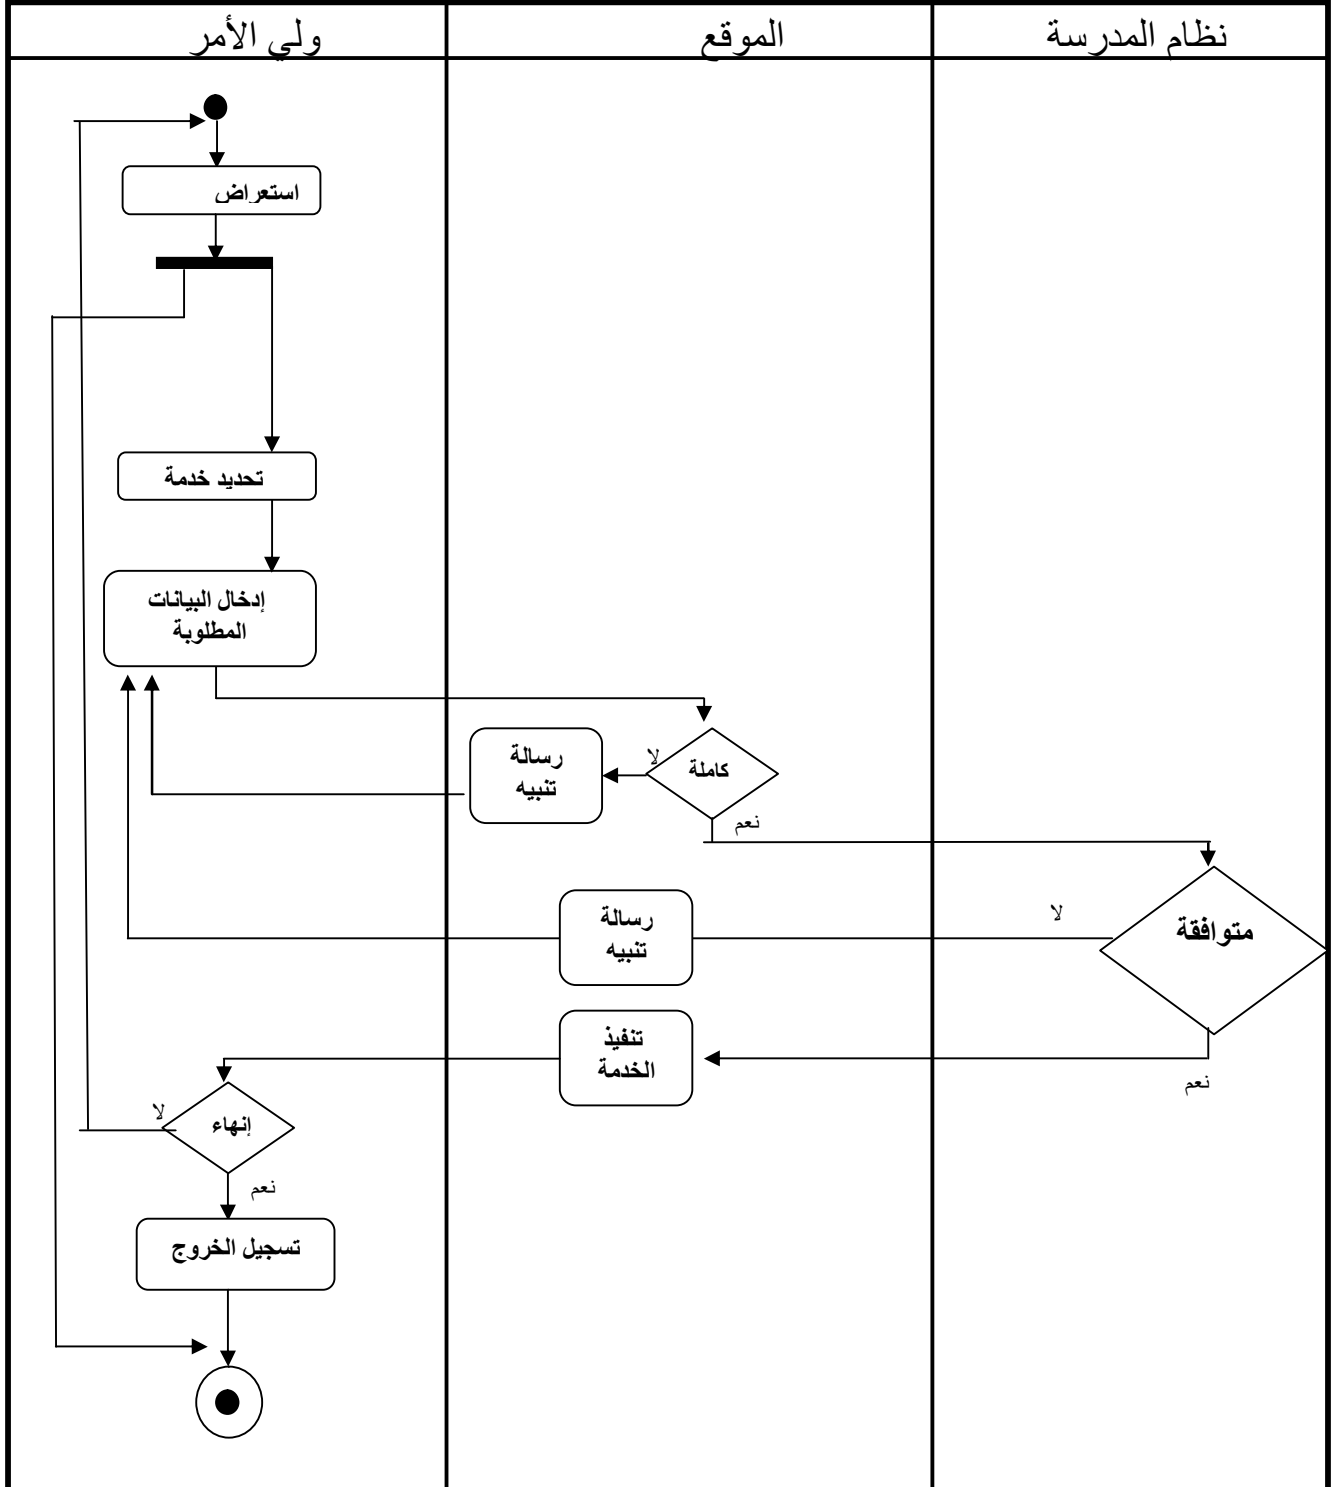 نظام المدرسة
الموقع
ولي الأمر
استعراض
تحديد خدمة
إدخال البيانات
المطلوبة
كاملة
لا
نعم
رسالة
تنبيه
متوافقة
لا
نعم
رسالة
تنبيه
تنفيذ
الخدمة
إنهاء
لا
نعم
تسجيل الخروج